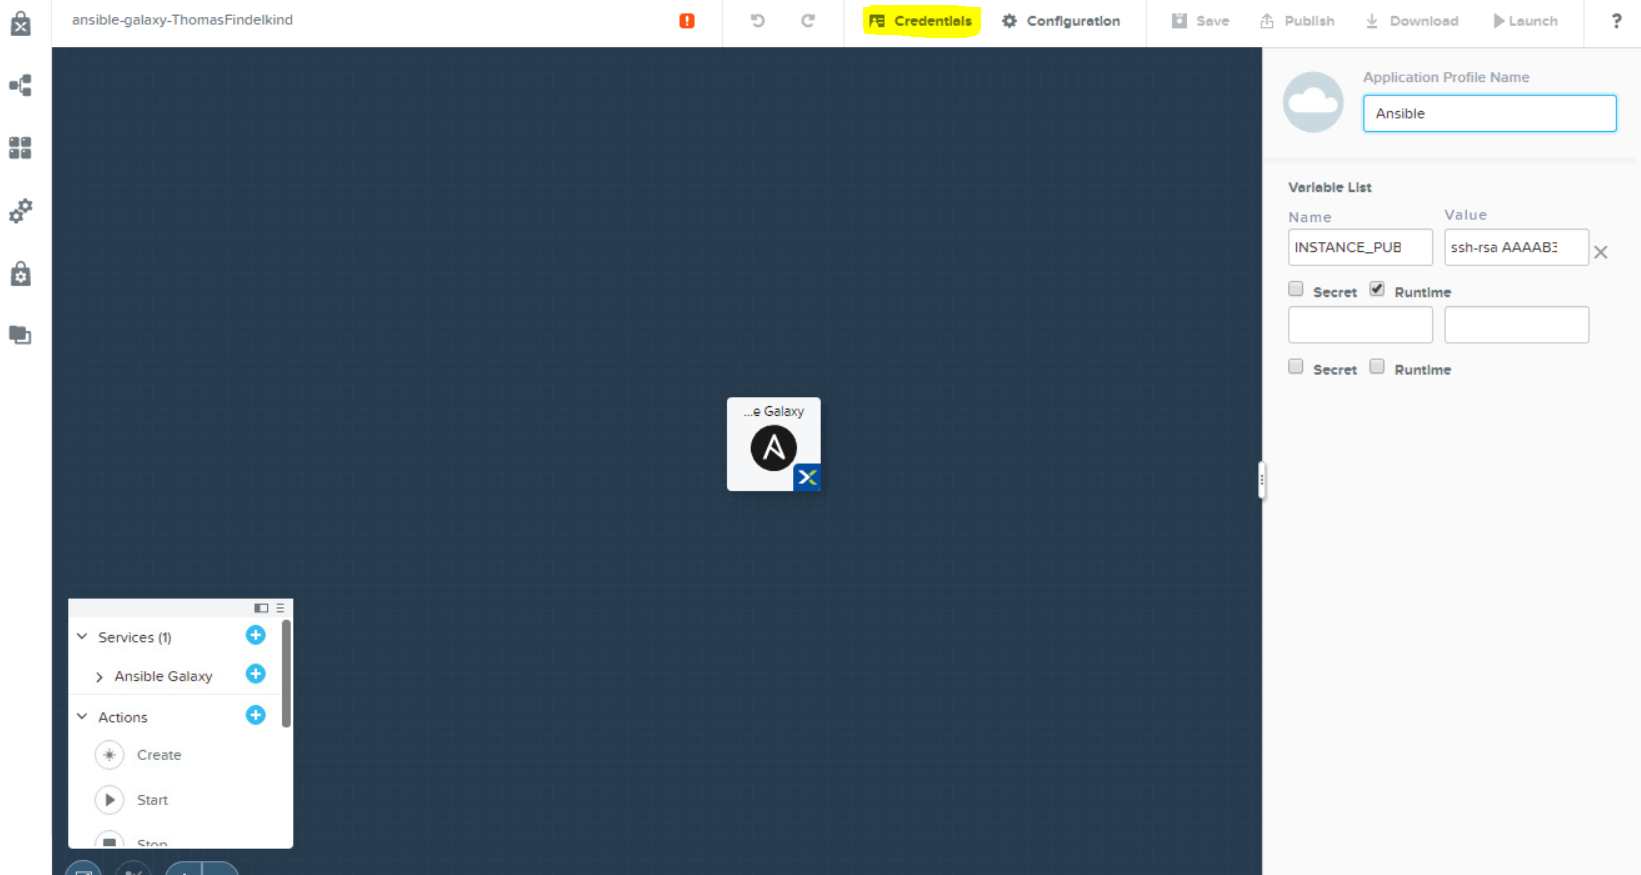 ansible-galaxy-ThomasFindelkind
Credentials
Configuration
Save
Publish
Download
Launch
?
Application Profile Name
Ansible
Variable List
Name
Value
INSTANCE_PUB
ssh-rsa AAAAB3
Secret
Runtime
Secret
Runtime
...e Galaxy
Services (1)
Ansible Galaxy
Actions
Create
Start
Stop